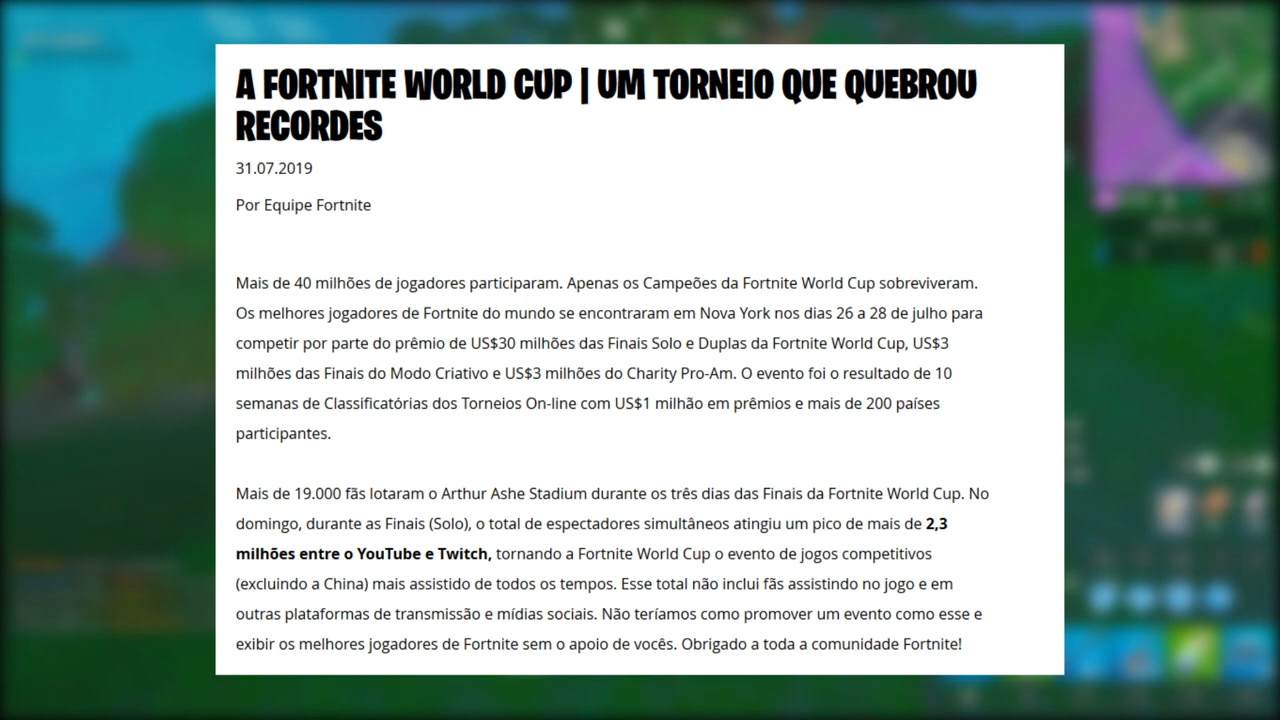 A FORTNITE WORLD CUP | UM TORNEIO QUE QUEBROU
RECORDES
31.07.2019
Por Equipe Fortnite
Mais de 40 milhões de jogadores participaram. Apenas os Campeões da Fortnite World Cup sobreviveram.
Os melhores jogadores de Fortnite do mundo se encontraram em Nova York nos dias 26 a 28 de julho para
competir por parte do prêmio de US$30 milhões das Finais Solo e Duplas da Fortnite World Cup, US$3
milhões das Finais do Modo Criativo e US$3 milhões do Charity Pro-Am. O evento foi o resultado de 10
semanas de Classificatórias dos Torneios On-line com US$1 milhão em prêmios e mais de 200 países
participantes.
Mais de 19.000 fãs lotaram o Arthur Ashe Stadium durante os três dias das Finais da Fortnite World Cup. No
domingo, durante as Finais (Solo), o total de espectadores simultâneos atingiu um pico de mais de 2,3
milhões entre o YouTube e Twitch, tornando a Fortnite World Cup o evento de jogos competitivos
(excluindo a China) mais assistido de todos os tempos. Esse total não inclui fãs assistindo no jogo e em
outras plataformas de transmissão e mídias sociais. Não teríamos como promover um evento como esse e
exibir os melhores jogadores de Fortnite sem o apoio de vocês. Obrigado a toda a comunidade Fortnite!